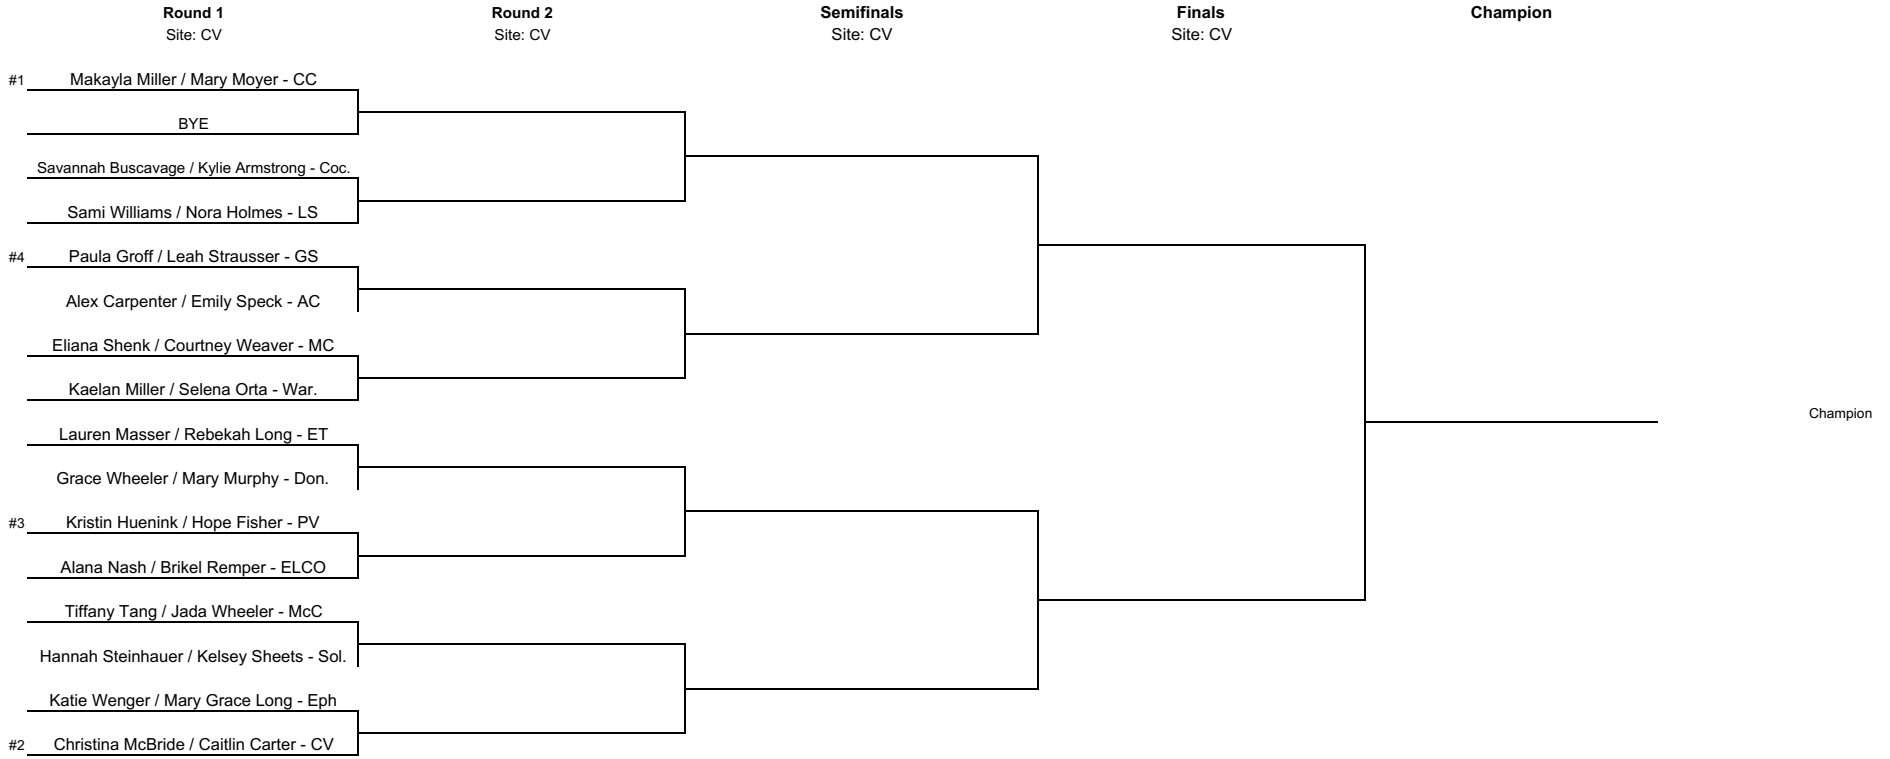 Round 1 Round 2 Semifinals Finals Champion
Site: CV Site: CV Site: CV Site: CV
#1 Makayla Miller / Mary Moyer - CC
BYE
Savannah Buscavage / Kylie Armstrong - Coc.
Sami Williams / Nora Holmes - LS
#4 Paula Groff / Leah Strausser - GS
Alex Carpenter / Emily Speck - AC
Eliana Shenk / Courtney Weaver - MC
Kaelan Miller / Selena Orta - War.
Champion
Lauren Masser / Rebekah Long - ET
Grace Wheeler / Mary Murphy - Don.
#3 Kristin Huenink / Hope Fisher - PV
Alana Nash / Brikel Remper - ELCO
Tiffany Tang / Jada Wheeler - McC
Hannah Steinhauer / Kelsey Sheets - Sol.
Katie Wenger / Mary Grace Long - Eph
#2 Christina McBride / Caitlin Carter - CV